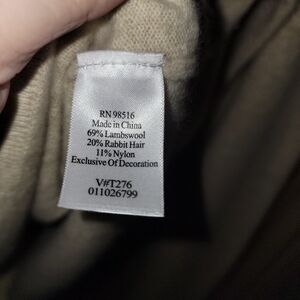 RN 98516
Made in China
69% Lambswool
20% Rabbit Hair
11% Nylon
Exclusive Of Decoration
V#T276
011026799